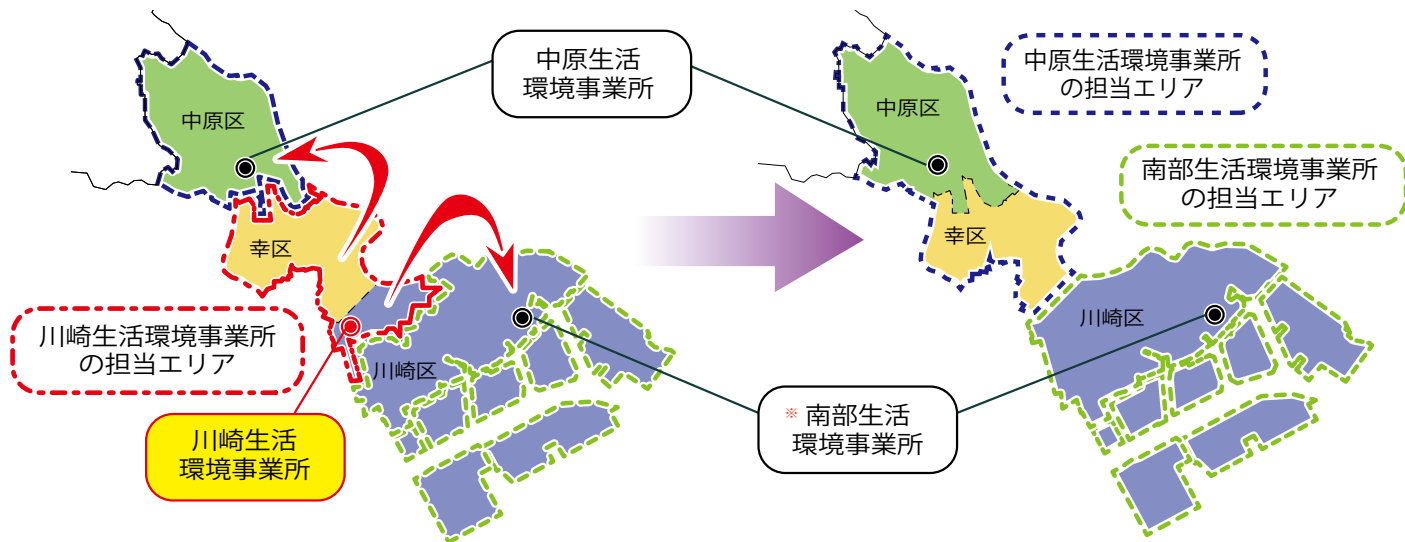 中原生活
環境事業所
中原生活環境事業所
の担当エリア
中原区
中原区
南部生活環境事業所
の担当エリア
幸区
幸区
川崎生活環境事業所
の担当エリア
川崎区
川崎区
※ 南部生活
環境事業所
川崎生活
環境事業所